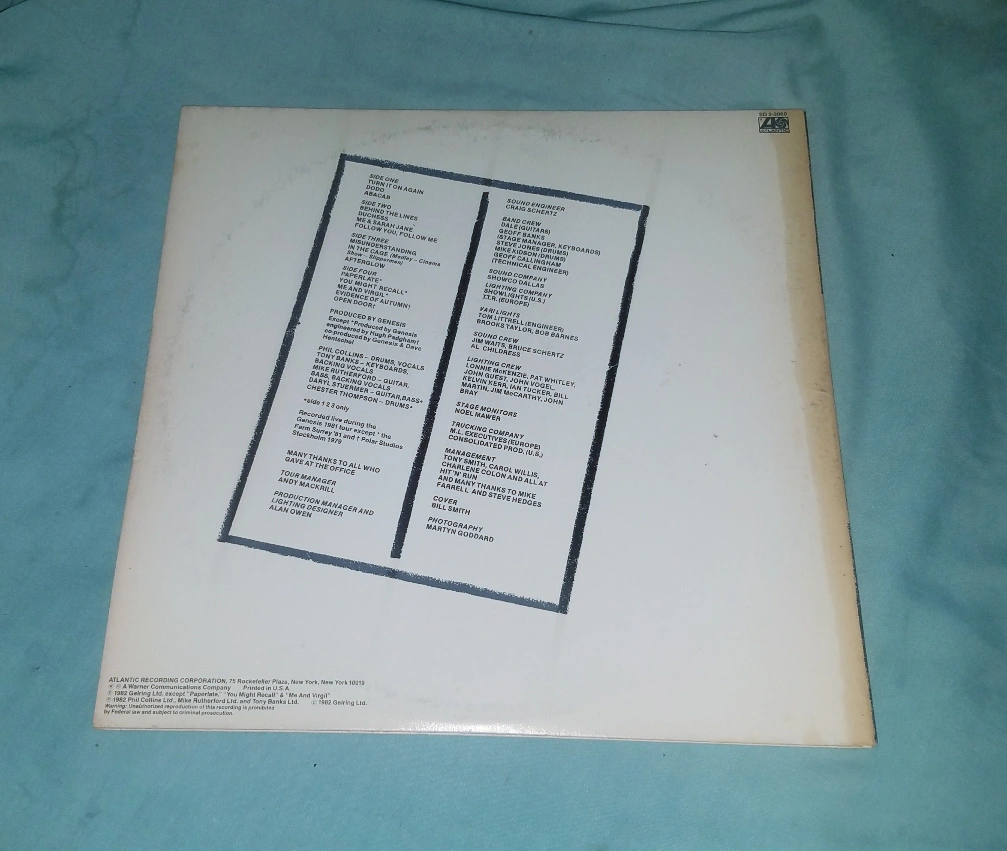 SD 2-2000
ATLANTIC
SIDE ONE
TURN IT ON AGAIN
DODO
ABACAB
SIDE TWO
BEHIND THE LINES
DUCHESS
ME & SARAH JANE
FOLLOW YOU, FOLLOW ME
SIDE THREE
MISUNDERSTANDING
IN THE CAGE (Medley – Cinema
Show – Slippermen)
AFTERGLOW
SIDE FOUR
PAPERLATE*
YOU MIGHT RECALL*
ME AND VIRGIL*
EVIDENCE OF AUTUMN†
OPEN DOOR†
PRODUCED BY GENESIS
Except *Produced by Genesis
engineered by Hugh Padgham†
co-produced by Genesis & Dave
Hentschel
PHIL COLLINS – DRUMS, VOCALS
TONY BANKS – KEYBOARDS,
BACKING VOCALS
MIKE RUTHERFORD – GUITAR,
BASS, BACKING VOCALS
DARYL STUERMER – GUITAR, BASS*
CHESTER THOMPSON – DRUMS*
*side 1 2 3 only
Recorded live during the
Genesis 1981 tour except * the
Farm Surrey '81 and † Polar Studios
Stockholm 1979
MANY THANKS TO ALL WHO
GAVE AT THE OFFICE
TOUR MANAGER
ANDY MACKRILL
PRODUCTION MANAGER AND
LIGHTING DESIGNER
ALAN OWEN
SOUND ENGINEER
CRAIG SCHERTZ
BAND CREW
DALE (GUITARS)
GEOFF BANKS
(STAGE MANAGER, KEYBOARDS)
STEVE JONES (DRUMS)
MIKE KIDSON (DRUMS)
GEOFF CALLINGHAM
(TECHNICAL ENGINEER)
SOUND COMPANY
SHOWCO DALLAS
LIGHTING COMPANY
SHOWLIGHTS (U.S.)
T.T.R. (EUROPE)
VARILIGHTS
TOM LITTRELL (ENGINEER)
BROOKS TAYLOR, BOB BARNES
SOUND CREW
JIM WAITS, BRUCE SCHERTZ
AL CHILDRESS
LIGHTING CREW
LONNIE McKENZIE, PAT WHITLEY,
JOHN GUEST, JOHN VOGEL,
KELVIN KERR, IAN TUCKER, BILL
MARTIN, JIM McCARTHY, JOHN
BRAY
STAGE MONITORS
NOEL MAWER
TRUCKING COMPANY
M.L. EXECUTIVES (EUROPE)
CONSOLIDATED PROD. (U.S.)
MANAGEMENT
TONY SMITH, CAROL WILLIS,
CHARLENE COLON AND ALL AT
HIT 'N' RUN
AND MANY THANKS TO MIKE
FARRELL AND STEVE HEDGES
COVER
BILL SMITH
PHOTOGRAPHY
MARTYN GODDARD
ATLANTIC RECORDING CORPORATION, 75 Rockefeller Plaza, New York, New York 10019
A Warner Communications Company Printed in U.S.A.
℗ 1982 Gelring Ltd. except "Paperlate," "You Might Recall" & "Me And Virgil"
℗ 1982 Phil Collins Ltd., Mike Rutherford Ltd. and Tony Banks Ltd. © 1982 Gelring Ltd.
Warning: Unauthorized reproduction of this recording is prohibited
by Federal law and subject to criminal prosecution.